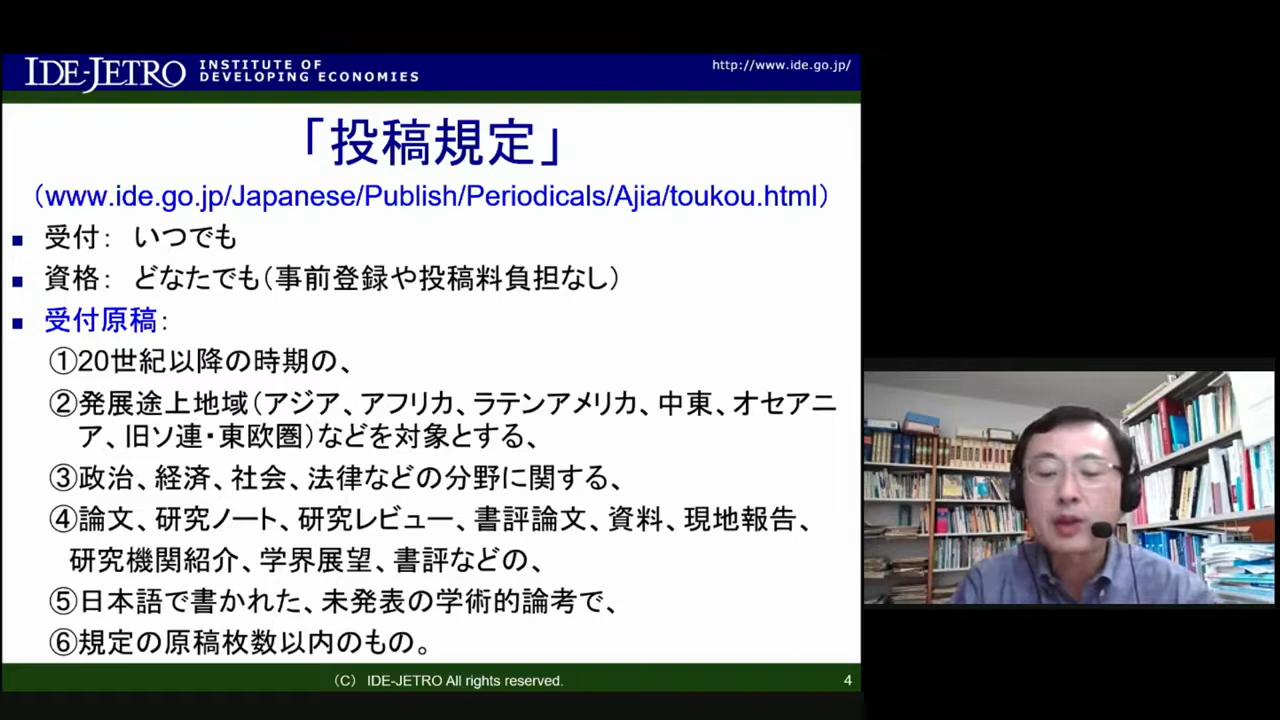 IDE-JETRO INSTITUTE OF DEVELOPING ECONOMIES
http://www.ide.go.jp/
「投稿規定」
（www.ide.go.jp/Japanese/Publish/Periodicals/Ajia/toukou.html）
受付： いつでも
資格： どなたでも（事前登録や投稿料負担なし）
受付原稿：
①20世紀以降の時期の、
②発展途上地域（アジア、アフリカ、ラテンアメリカ、中東、オセアニ
ア、旧ソ連・東欧圏）などを対象とする、
③政治、経済、社会、法律などの分野に関する、
④論文、研究ノート、研究レビュー、書評論文、資料、現地報告、
研究機関紹介、学界展望、書評などの、
⑤日本語で書かれた、未発表の学術的論考で、
⑥規定の原稿枚数以内のもの。
（C） IDE-JETRO All rights reserved.
4